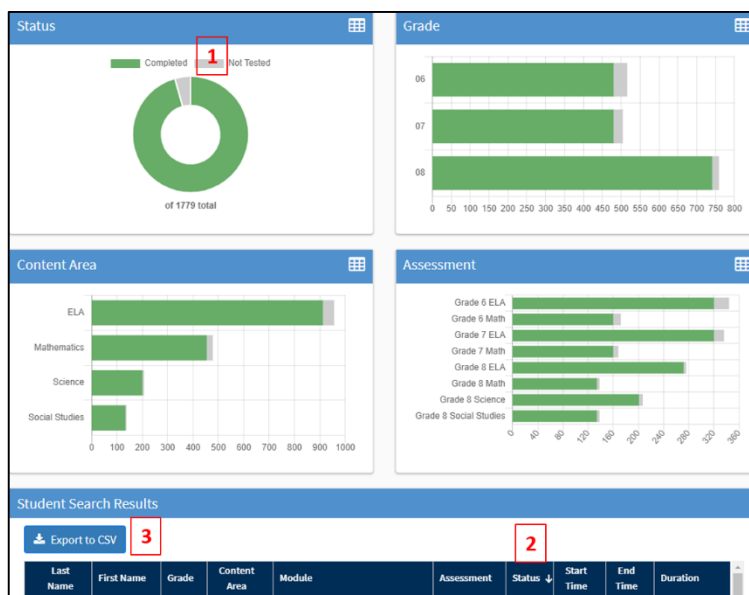 Status
1
Completed Not Tested
of 1779 total
Grade
06
07
08
0 50 100 150 200 250 300 350 400 450 500 550 600 650 700 750 800
Content Area
ELA
Mathematics
Science
Social Studies
0 100 200 300 400 500 600 700 800 900 1000
Assessment
Grade 6 ELA
Grade 6 Math
Grade 7 ELA
Grade 7 Math
Grade 8 ELA
Grade 8 Math
Grade 8 Science
Grade 8 Social Studies
0 40 80 120 160 200 240 280 320 360
Student Search Results
Export to CSV
3
2
Last Name First Name Grade Content Area Module Assessment Status ↓ Start Time End Time Duration